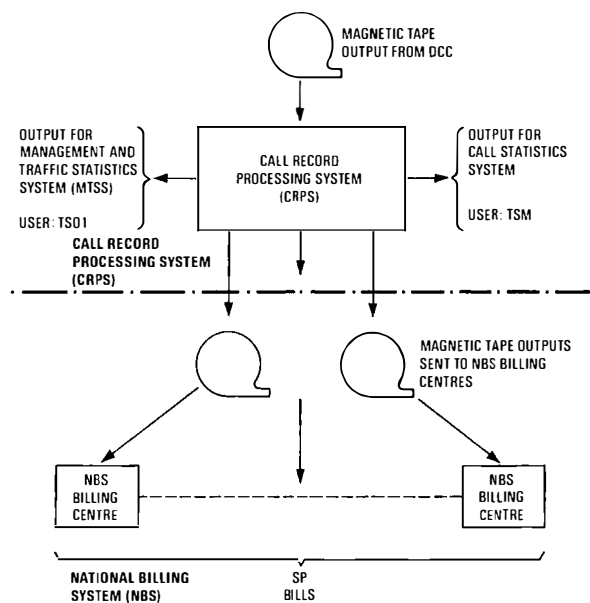 MAGNETIC TAPE
OUTPUT FROM DCC
OUTPUT FOR
MANAGEMENT AND
TRAFFIC STATISTICS
SYSTEM (MTSS)
USER: TS01
CALL RECORD
PROCESSING SYSTEM
(CRPS)
OUTPUT FOR
CALL STATISTICS
SYSTEM
USER: TSM
CALL RECORD
PROCESSING SYSTEM
(CRPS)
MAGNETIC TAPE OUTPUTS
SENT TO NBS BILLING
CENTRES
NBS
BILLING
CENTRE
NBS
BILLING
CENTRE
NATIONAL BILLING
SYSTEM (NBS)
SP
BILLS